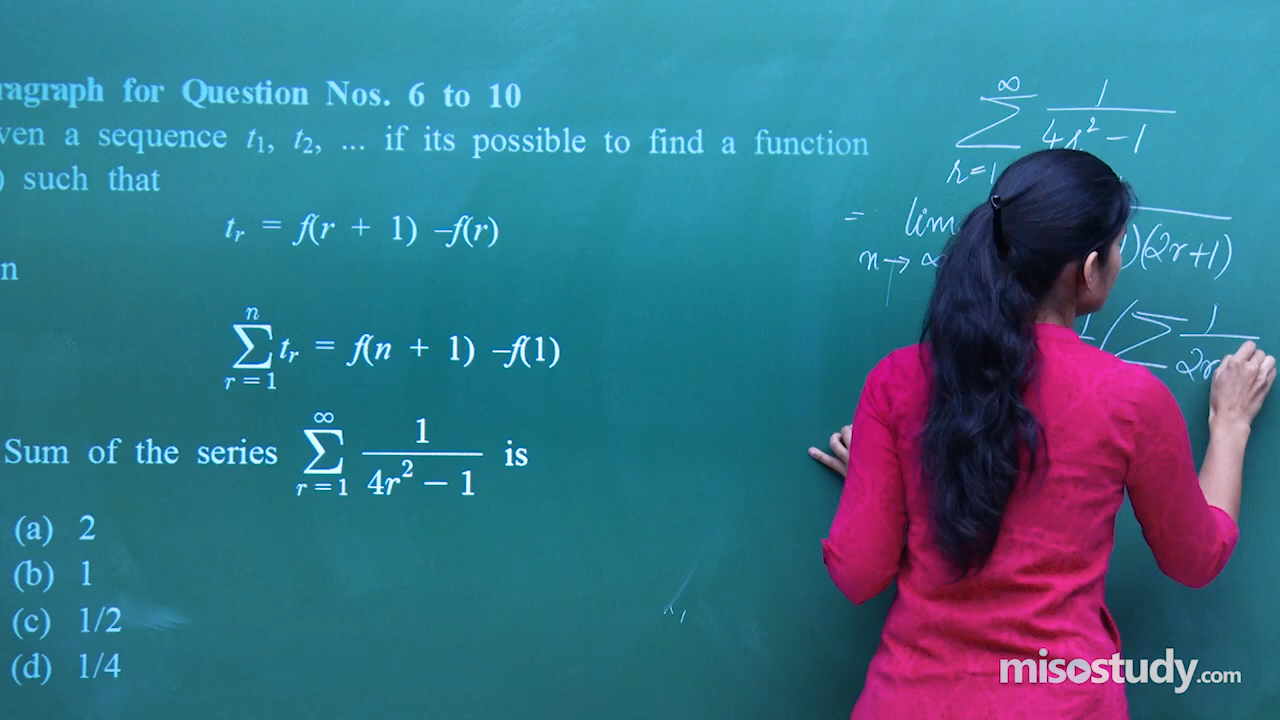 ragraph for Question Nos. 6 to 10
ven a sequence t₁, t₂, ... if its possible to find a function
) such that
tᵣ = f(r + 1) –f(r)
n
n
∑ tᵣ = f(n + 1) –f(1)
r = 1
Sum of the series ∞∑r = 1 1/(4r² – 1) is
(a) 2
(b) 1
(c) 1/2
(d) 1/4
∞∑r=1 1/(4r² –1)
= lim n→∞ )(2r+1)
(∑ 1/2r
misostudy.com